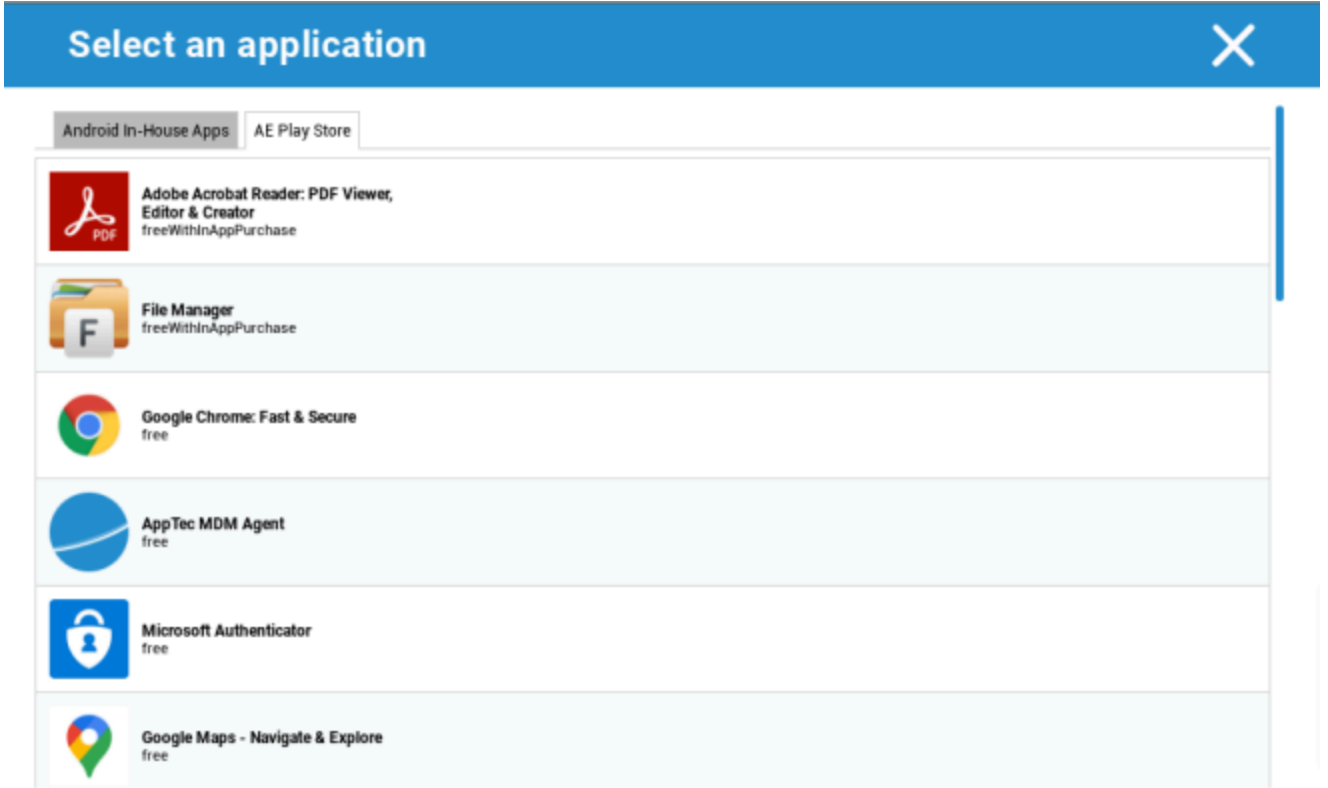 Select an application
Android In-House Apps
AE Play Store
Adobe Acrobat Reader: PDF Viewer,
Editor & Creator
freeWithInAppPurchase
PDF
File Manager
freeWithInAppPurchase
F
Google Chrome: Fast & Secure
free
AppTec MDM Agent
free
Microsoft Authenticator
free
Google Maps - Navigate & Explore
free